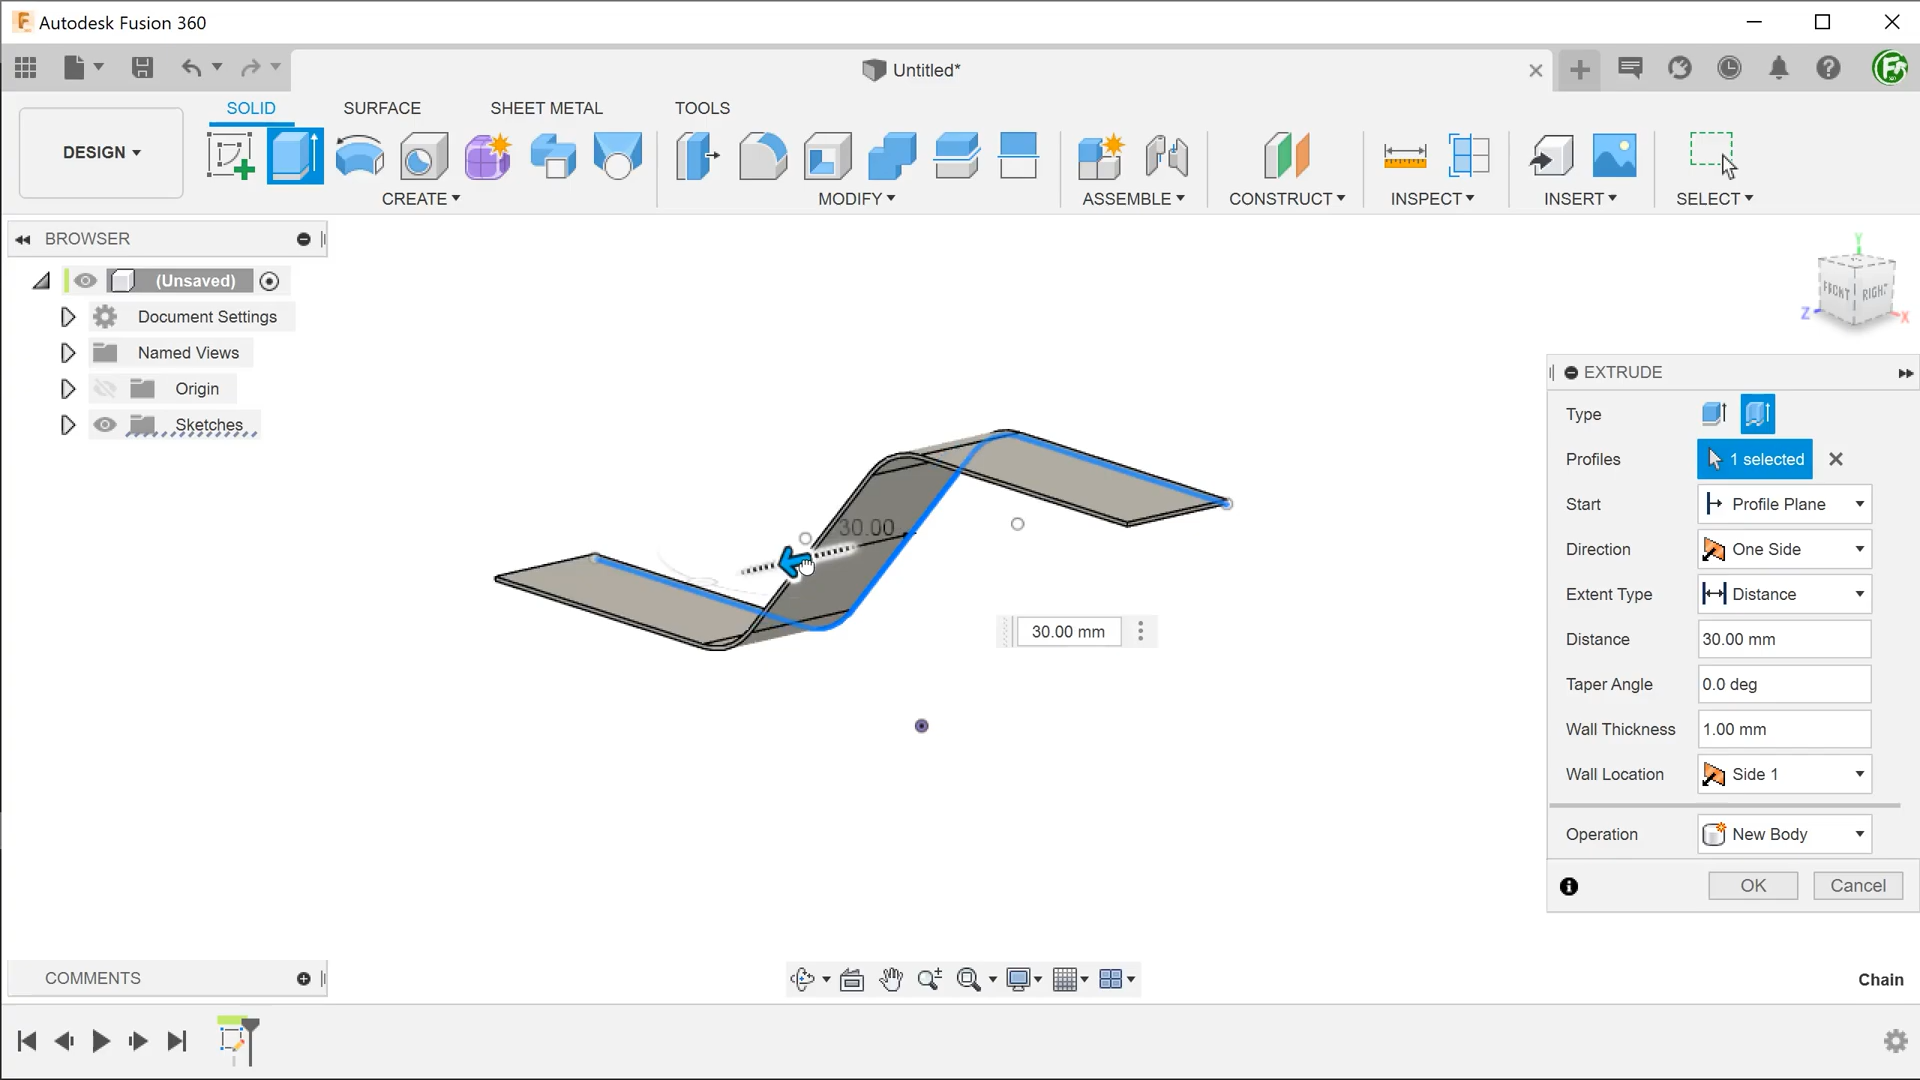 Autodesk Fusion 360
Untitled*
SOLID SURFACE SHEET METAL TOOLS
DESIGN
CREATE MODIFY ASSEMBLE CONSTRUCT INSPECT INSERT SELECT
BROWSER
(Unsaved)
Document Settings
Named Views
Origin
Sketches
Y
FRONT RIGHT
Z X
30.00
30.00 mm
EXTRUDE
Type
Profiles 1 selected
Start Profile Plane
Direction One Side
Extent Type Distance
Distance 30.00 mm
Taper Angle 0.0 deg
Wall Thickness 1.00 mm
Wall Location Side 1
Operation New Body
OK Cancel
COMMENTS
Chain